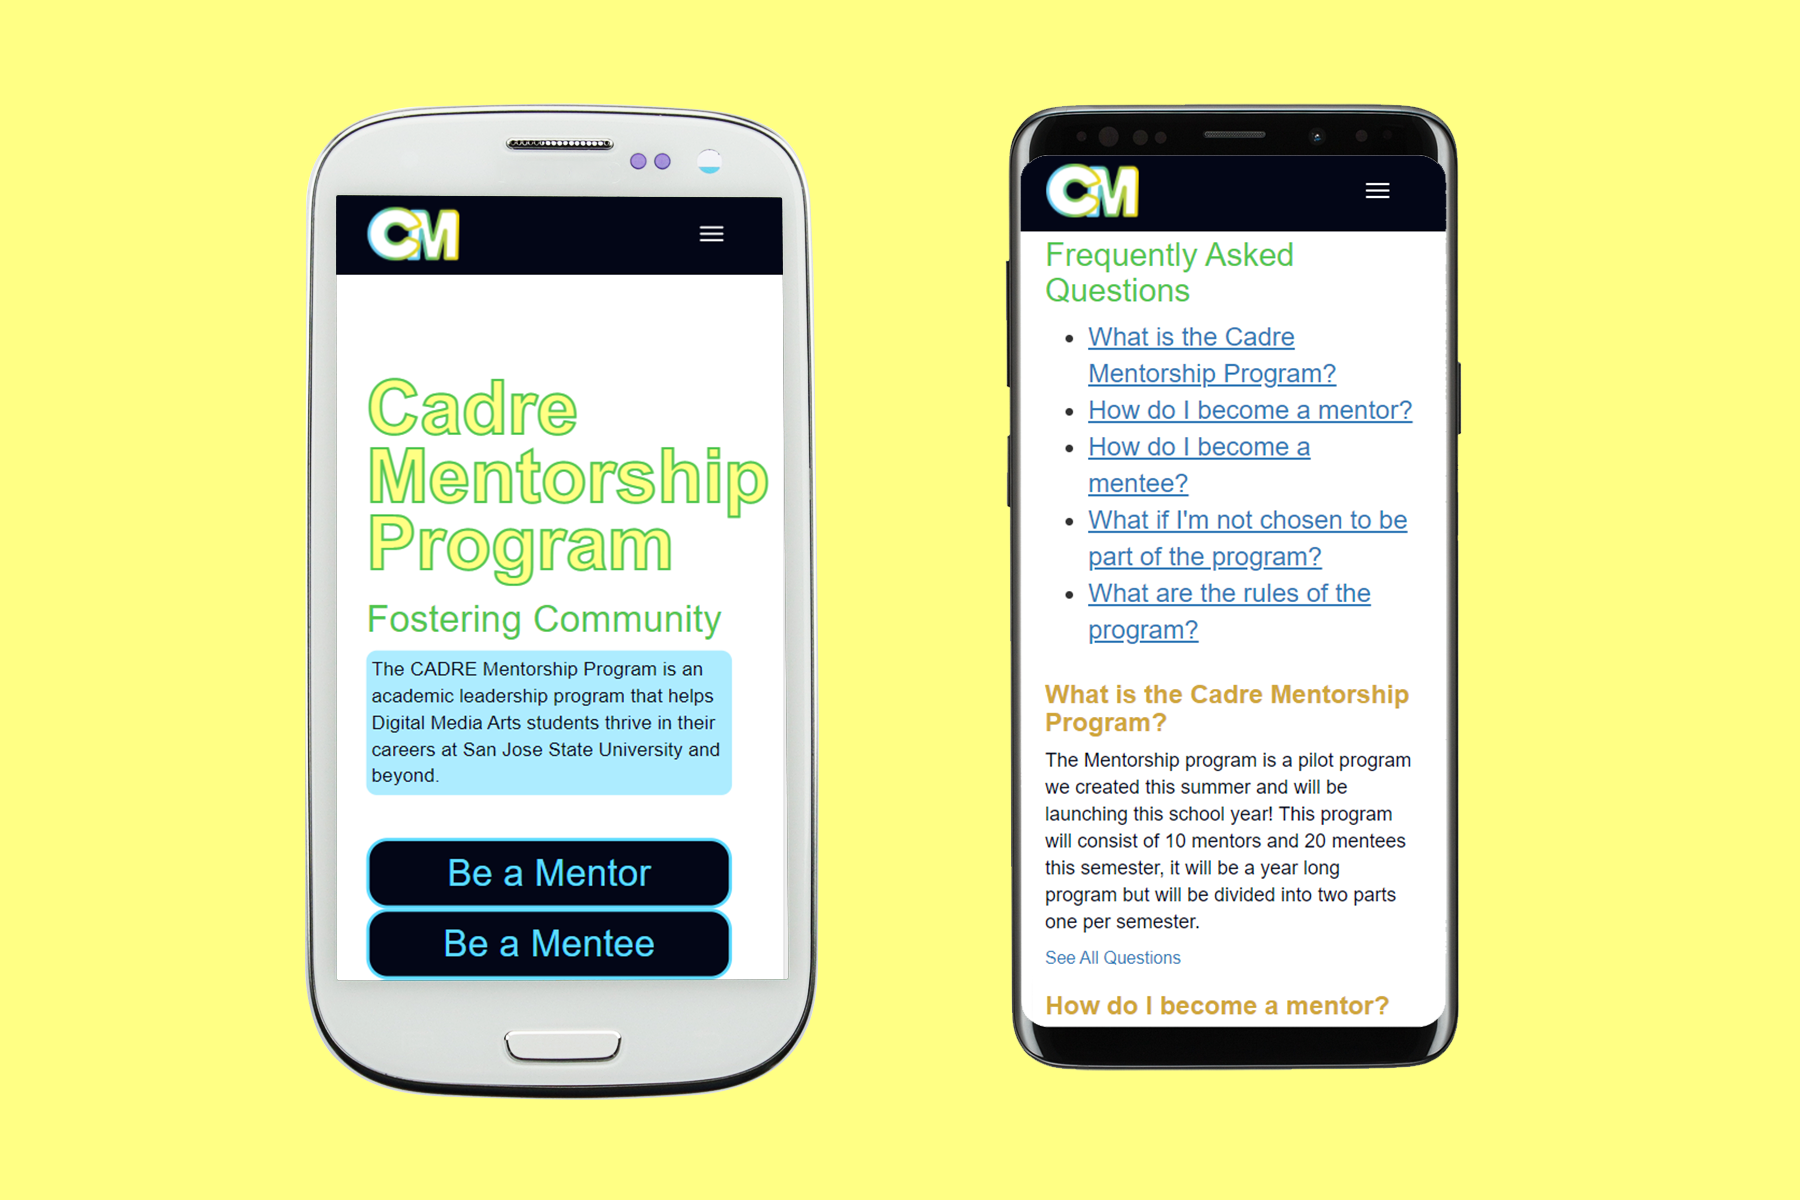 CM
Cadre
Mentorship
Program
Fostering Community
The CADRE Mentorship Program is an
academic leadership program that helps
Digital Media Arts students thrive in their
careers at San Jose State University and
beyond.
Be a Mentor
Be a Mentee
CM
Frequently Asked
Questions
What is the Cadre
Mentorship Program?
How do I become a mentor?
How do I become a
mentee?
What if I'm not chosen to be
part of the program?
What are the rules of the
program?
What is the Cadre Mentorship
Program?
The Mentorship program is a pilot program
we created this summer and will be
launching this school year! This program
will consist of 10 mentors and 20 mentees
this semester, it will be a year long
program but will be divided into two parts
one per semester.
See All Questions
How do I become a mentor?